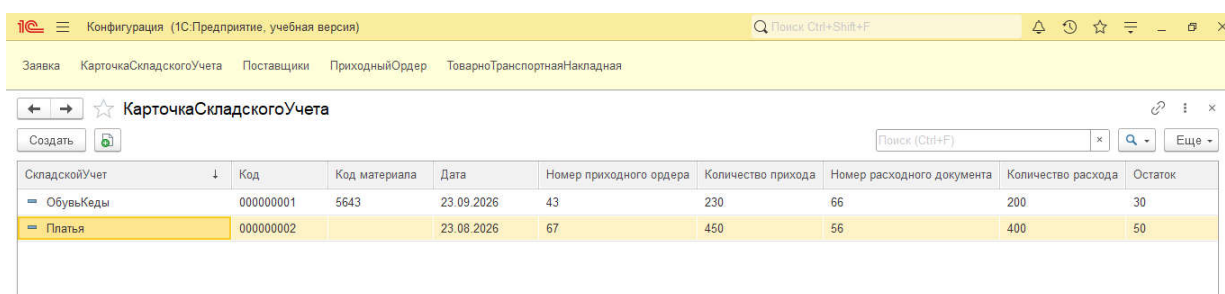 1С Конфигурация (1С:Предприятие, учебная версия) Поиск Ctrl+Shift+F
Заявка КарточкаСкладскогоУчета Поставщики ПриходныйОрдер ТоварноТранспортнаяНакладная
КарточкаСкладскогоУчета
Создать Поиск (Ctrl+F) × Еще
СкладскойУчет ↓ Код Код материала Дата Номер приходного ордера Количество прихода Номер расходного документа Количество расхода Остаток
ОбувьКеды 000000001 5643 23.09.2026 43 230 66 200 30
Платья 000000002 23.08.2026 67 450 56 400 50